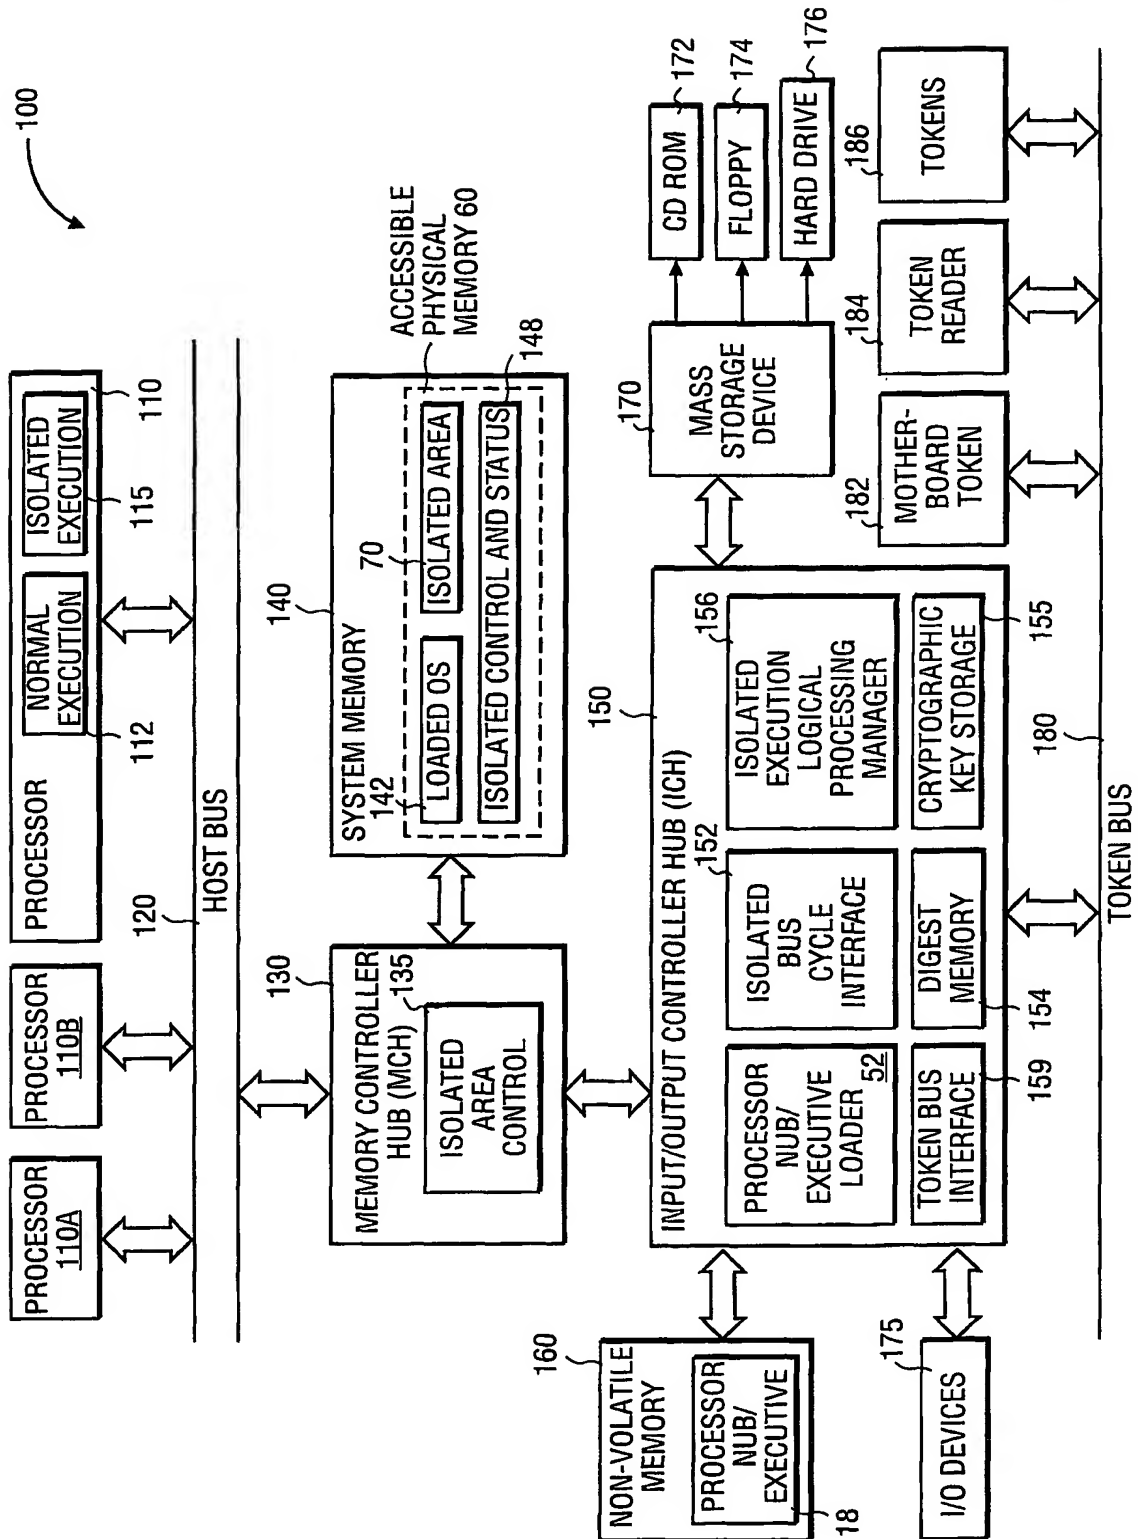 100
PROCESSOR
110A
PROCESSOR
110B
PROCESSOR
NORMAL
EXECUTION
112
ISOLATED
EXECUTION
115
110
120
HOST BUS
130
MEMORY CONTROLLER
HUB (MCH)
135
ISOLATED
AREA
CONTROL
140
SYSTEM MEMORY
142
LOADED OS
70
ISOLATED AREA
ISOLATED CONTROL AND STATUS
148
ACCESSIBLE
PHYSICAL
MEMORY 60
150
INPUT/OUTPUT CONTROLLER HUB (ICH)
PROCESSOR
NUB/
EXECUTIVE
LOADER
52
152
ISOLATED
BUS
CYCLE
INTERFACE
156
ISOLATED
EXECUTION
LOGICAL
PROCESSING
MANAGER
TOKEN BUS
INTERFACE
159
DIGEST
MEMORY
154
CRYPTOGRAPHIC
KEY STORAGE
155
160
NON-VOLATILE
MEMORY
PROCESSOR
NUB/
EXECUTIVE
18
175
I/O DEVICES
170
MASS
STORAGE
DEVICE
CD ROM
172
FLOPPY
174
HARD DRIVE
176
182
MOTHER-
BOARD
TOKEN
184
TOKEN
READER
186
TOKENS
180
TOKEN BUS